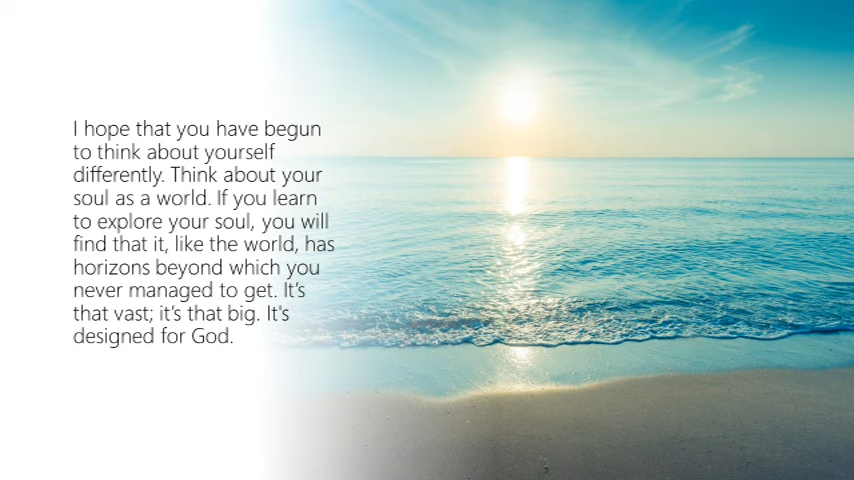 I hope that you have begun
to think about yourself
differently. Think about your
soul as a world. If you learn
to explore your soul, you will
find that it, like the world, has
horizons beyond which you
never managed to get. It’s
that vast; it’s that big. It's
designed for God.